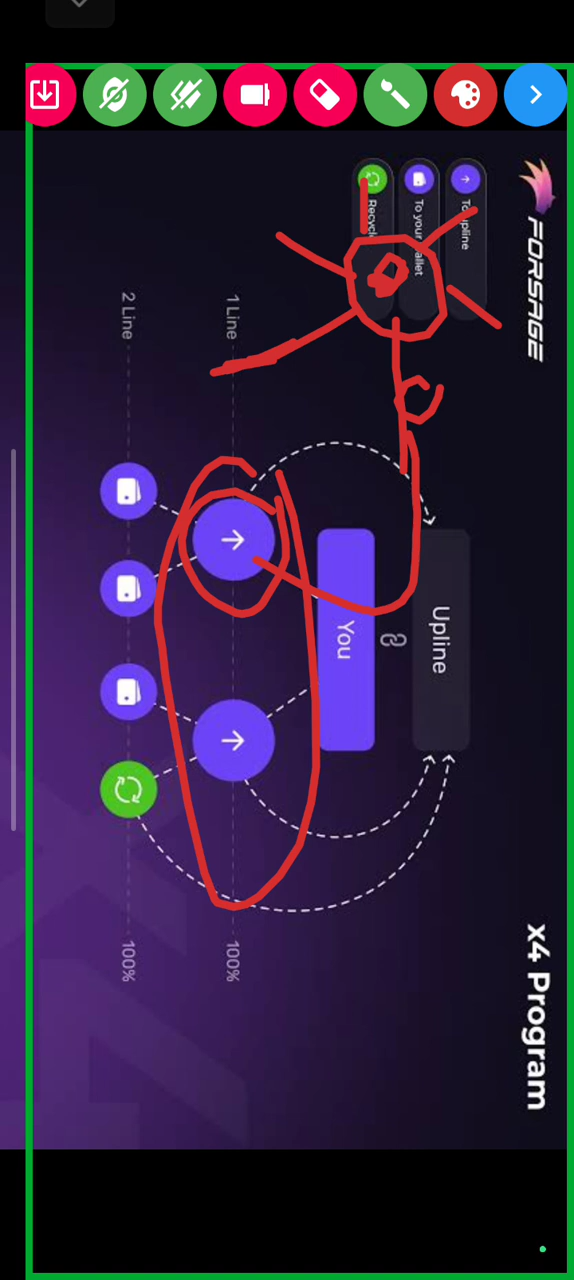 FORSAGE
x4 Program
To upline
To your wallet
Recycle
Upline
You
1 Line
100%
2 Line
100%